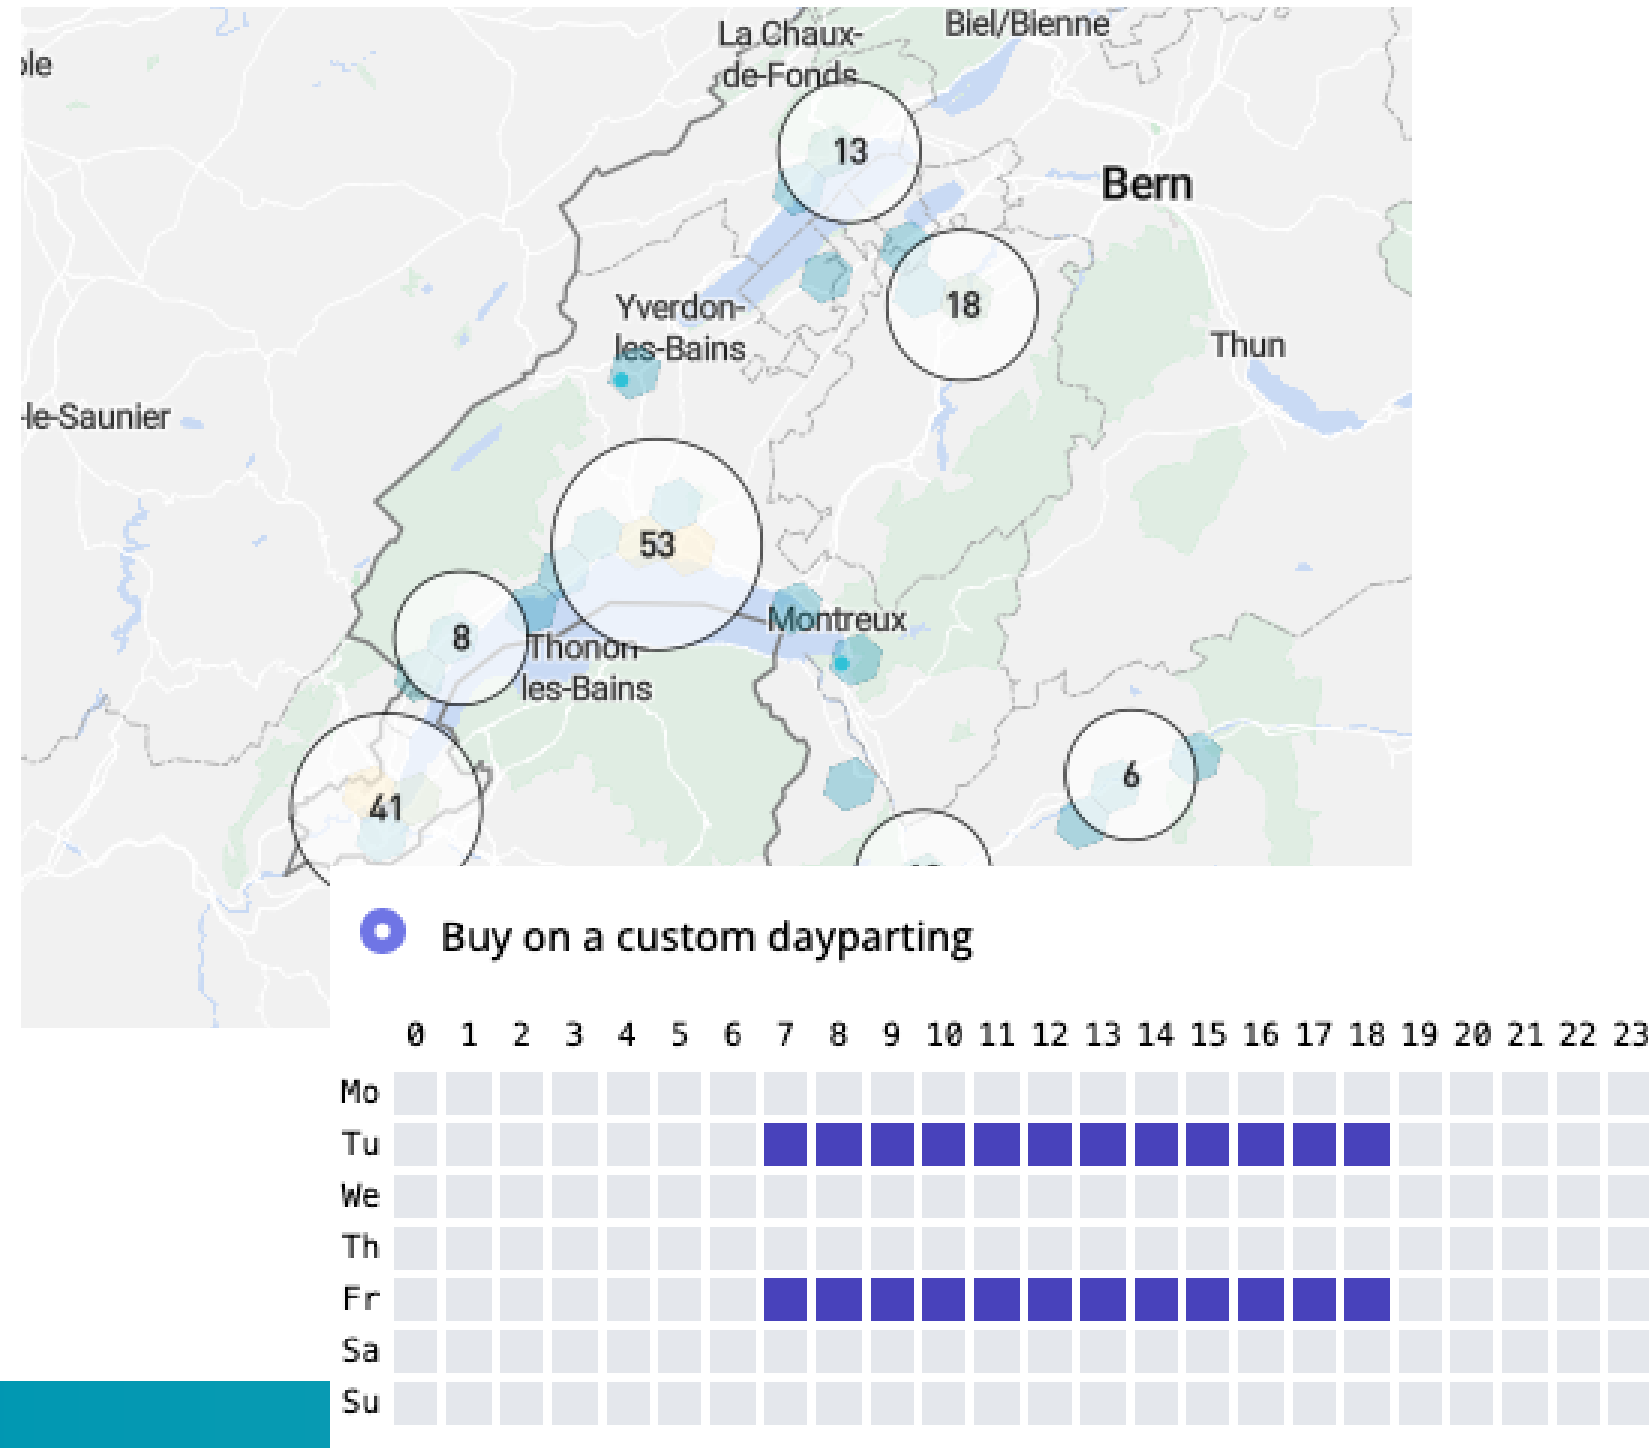 La Chaux-
de-Fonds
Biel/Bienne
13
Bern
18
Yverdon-
les-Bains
Thun
-le-Saunier
53
8
Thonon
les-Bains
Montreux
6
41
Buy on a custom dayparting
0 1 2 3 4 5 6 7 8 9 10 11 12 13 14 15 16 17 18 19 20 21 22 23
Mo
Tu
We
Th
Fr
Sa
Su